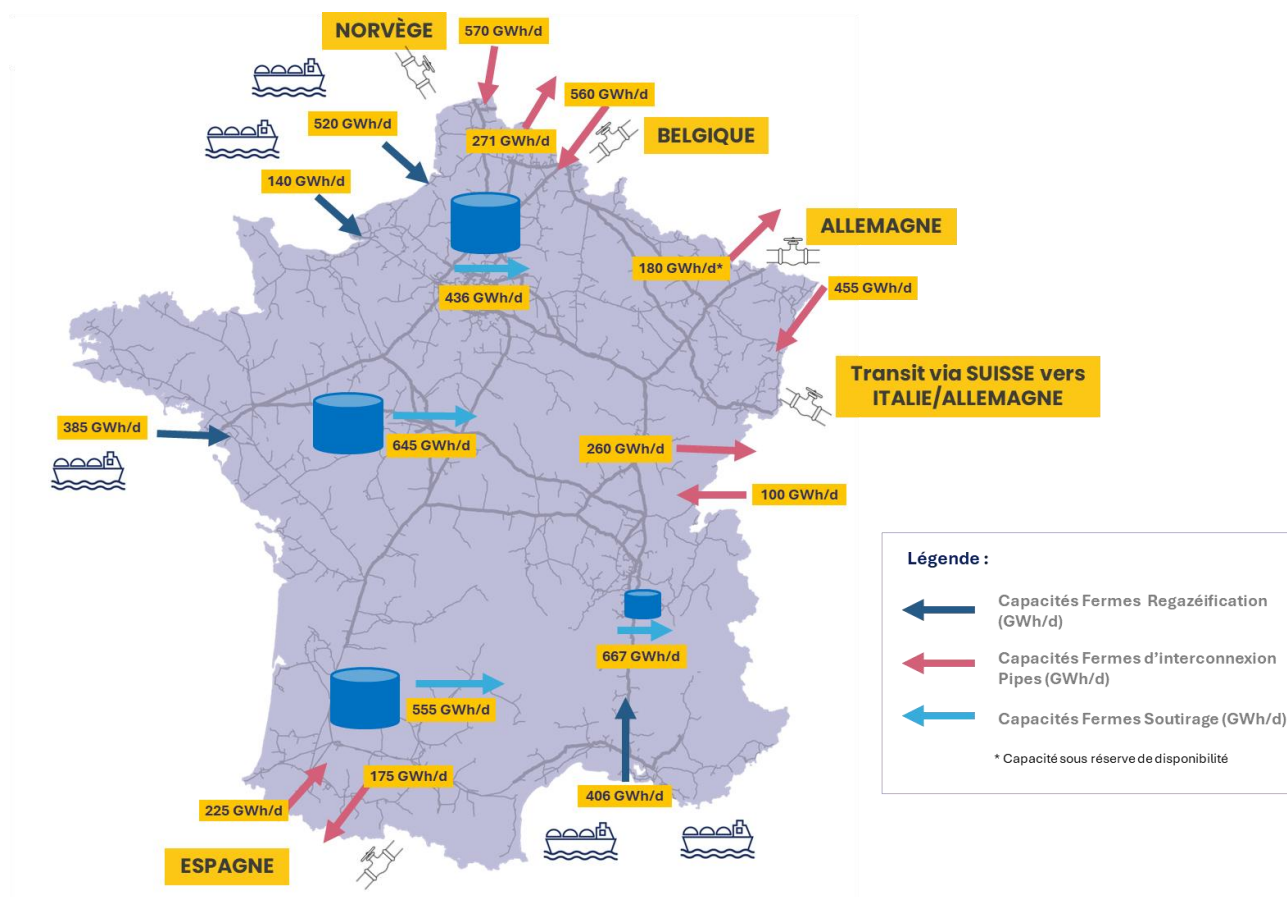 NORVÈGE
570 GWh/d
560 GWh/d
520 GWh/d
271 GWh/d
BELGIQUE
140 GWh/d
ALLEMAGNE
180 GWh/d*
455 GWh/d
436 GWh/d
Transit via SUISSE vers
ITALIE/ALLEMAGNE
385 GWh/d
645 GWh/d
260 GWh/d
100 GWh/d
Légende :
Capacités Fermes Regazéification
(GWh/d)
667 GWh/d
Capacités Fermes d'interconnexion
Pipes (GWh/d)
555 GWh/d
Capacités Fermes Soutirage (GWh/d)
* Capacité sous réserve de disponibilité
175 GWh/d
406 GWh/d
225 GWh/d
ESPAGNE